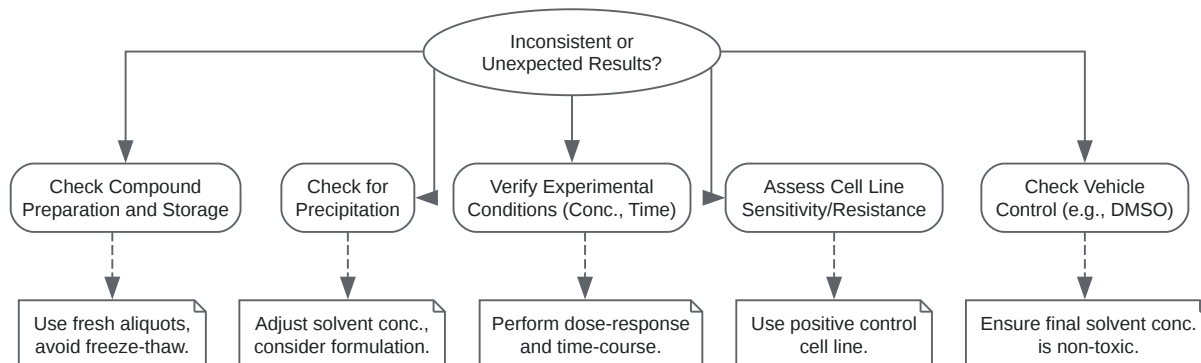 Inconsistent or
Unexpected Results?
Check Compound
Preparation and Storage
Check for
Precipitation
Verify Experimental
Conditions (Conc., Time)
Assess Cell Line
Sensitivity/Resistance
Check Vehicle
Control (e.g., DMSO)
Use fresh aliquots,
avoid freeze-thaw.
Adjust solvent conc.,
consider formulation.
Perform dose-response
and time-course.
Use positive control
cell line.
Ensure final solvent conc.
is non-toxic.